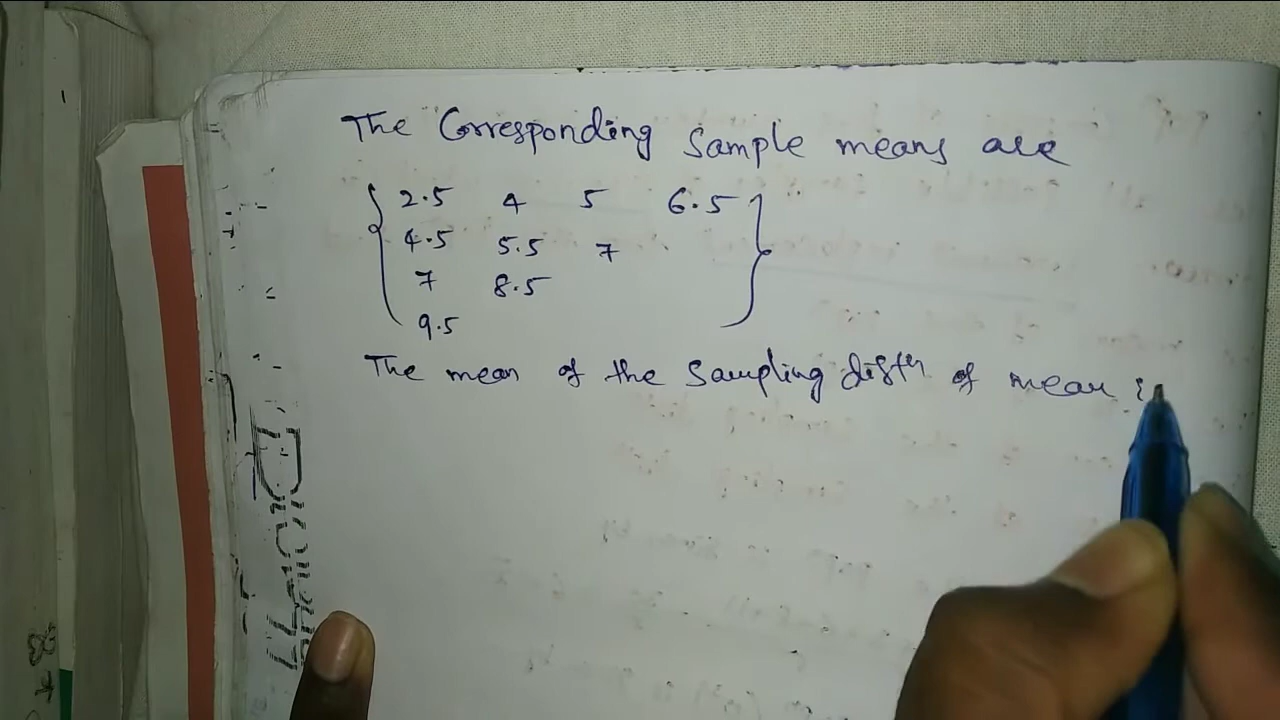 The Corresponding Sample means are
{ 2.5 4 5 6.5 }
4.5 5.5 7
7 8.5
9.5
The mean of the Sampling distn of mean